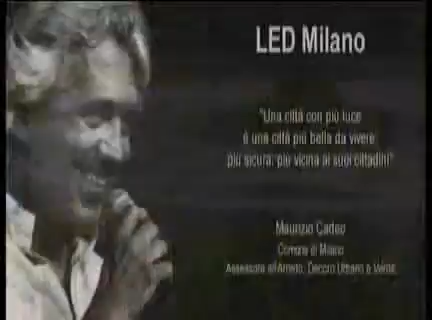 LED Milano
"Una città con più luce
è una città più bella da vivere
più sicura, più vicina ai suoi cittadini"
Maurizio Cadeo
Comune di Milano
Assessore all'Arredo, Decoro Urbano e Verde